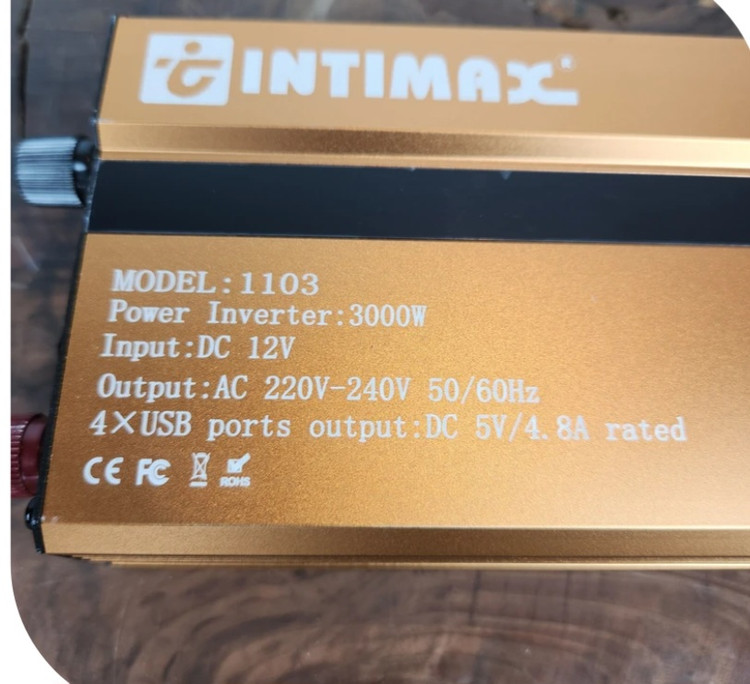 INTIMAX
MODEL:1103
Power Inverter:3000W
Input:DC 12V
Output:AC 220V-240V 50/60Hz
4×USB ports output:DC 5V/4.8A rated
CE FC ROHS